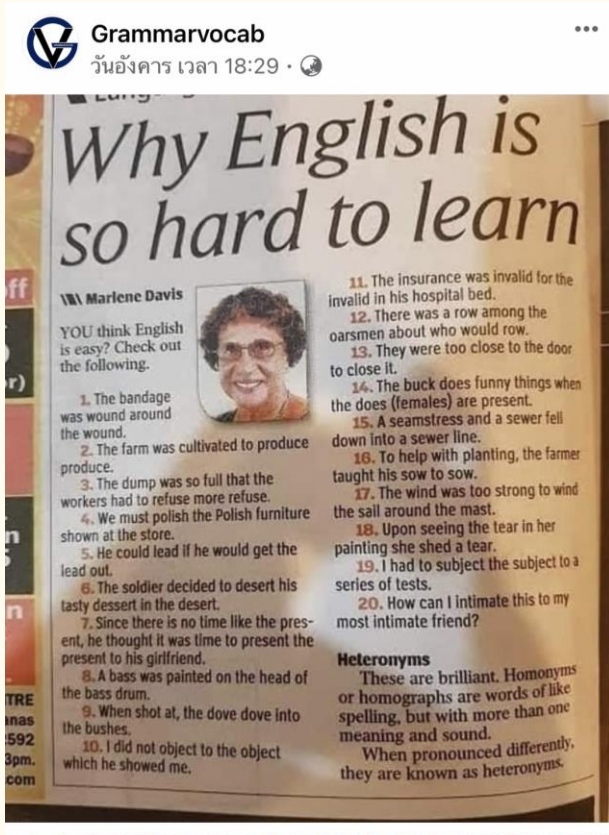 Grammarvocab
วันอังคาร เวลา 18:29
Why English is
so hard to learn
Marlene Davis
YOU think English
is easy? Check out
the following.
1. The bandage
was wound around
the wound.
2. The farm was cultivated to produce
produce.
3. The dump was so full that the
workers had to refuse more refuse.
4. We must polish the Polish furniture
shown at the store.
5. He could lead if he would get the
lead out.
6. The soldier decided to desert his
tasty dessert in the desert.
7. Since there is no time like the pres-
ent, he thought it was time to present the
present to his girlfriend.
8. A bass was painted on the head of
the bass drum.
9. When shot at, the dove dove into
the bushes.
10. I did not object to the object
which he showed me.
11. The insurance was invalid for the
invalid in his hospital bed.
12. There was a row among the
oarsmen about who would row.
13. They were too close to the door
to close it.
14. The buck does funny things when
the does (females) are present.
15. A seamstress and a sewer fell
down into a sewer line.
16. To help with planting, the farmer
taught his sow to sow.
17. The wind was too strong to wind
the sail around the mast.
18. Upon seeing the tear in her
painting she shed a tear.
19. I had to subject the subject to a
series of tests.
20. How can I intimate this to my
most intimate friend?
Heteronyms
These are brilliant. Homonyms
or homographs are words of like
spelling, but with more than one
meaning and sound.
When pronounced differently,
they are known as heteronyms.
ff
r)
n
5
n
TRE
nas
592
3pm.
com